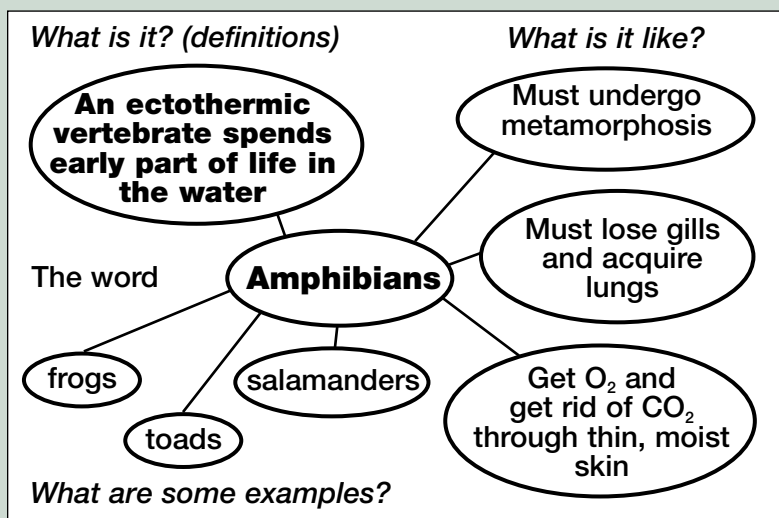 What is it? (definitions)
An ectothermic
vertebrate spends
early part of life in
the water
What is it like?
Must undergo
metamorphosis
Must lose gills
and acquire
lungs
Get O₂ and
get rid of CO₂
through thin, moist
skin
The word
Amphibians
frogs
toads
salamanders
What are some examples?